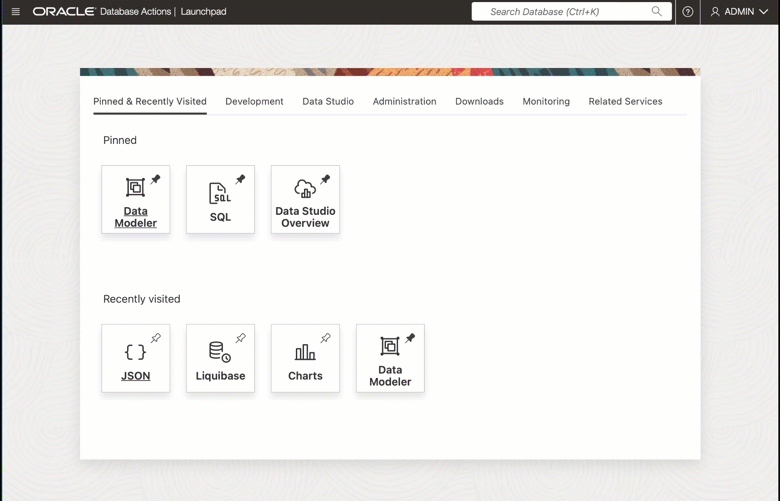 ORACLE Database Actions | Launchpad
Search Database (Ctrl+K)
ADMIN
Pinned & Recently Visited
Development
Data Studio
Administration
Downloads
Monitoring
Related Services
Pinned
Data
Modeler
SQL
SQL
Data Studio
Overview
Recently visited
JSON
Liquibase
Charts
Data
Modeler